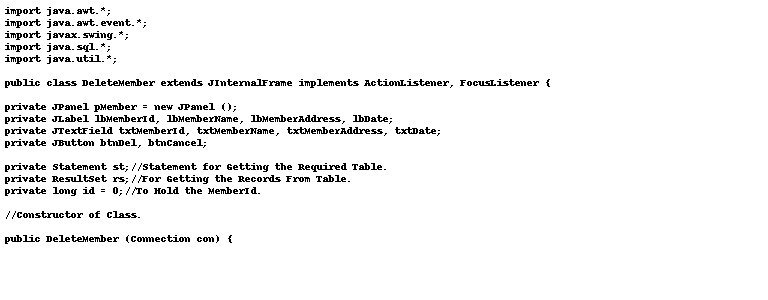 import java.awt.*;
import java.awt.event.*;
import javax.swing.*;
import java.sql.*;
import java.util.*;
public class DeleteMember extends JInternalFrame implements ActionListener, FocusListener {
private JPanel pMember = new JPanel ();
private JLabel lbMemberId, lbMemberName, lbMemberAddress, lbDate;
private JTextField txtMemberId, txtMemberName, txtMemberAddress, txtDate;
private JButton btnDel, btnCancel;
private Statement st;//Statement for Getting the Required Table.
private ResultSet rs;//For Getting the Records From Table.
private long id = 0;//To Hold the MemberId.
//Constructor of Class.
public DeleteMember (Connection con) {